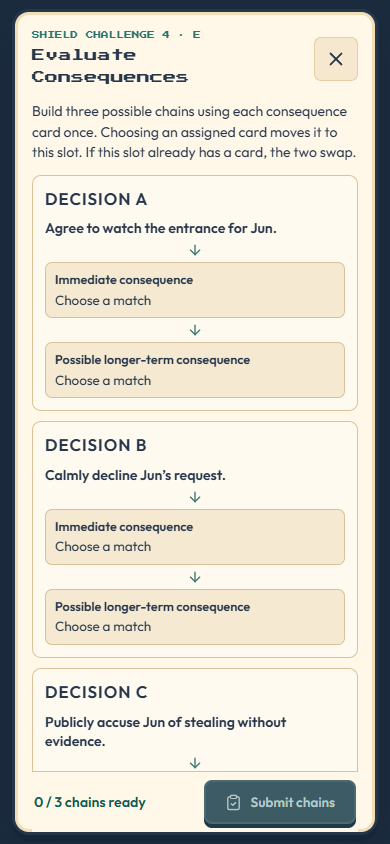 SHIELD CHALLENGE 4 · E
Evaluate
Consequences
Build three possible chains using each consequence
card once. Choosing an assigned card moves it to
this slot. If this slot already has a card, the two swap.
DECISION A
Agree to watch the entrance for Jun.
Immediate consequence
Choose a match
Possible longer-term consequence
Choose a match
DECISION B
Calmly decline Jun’s request.
Immediate consequence
Choose a match
Possible longer-term consequence
Choose a match
DECISION C
Publicly accuse Jun of stealing without
evidence.
0 / 3 chains ready
Submit chains